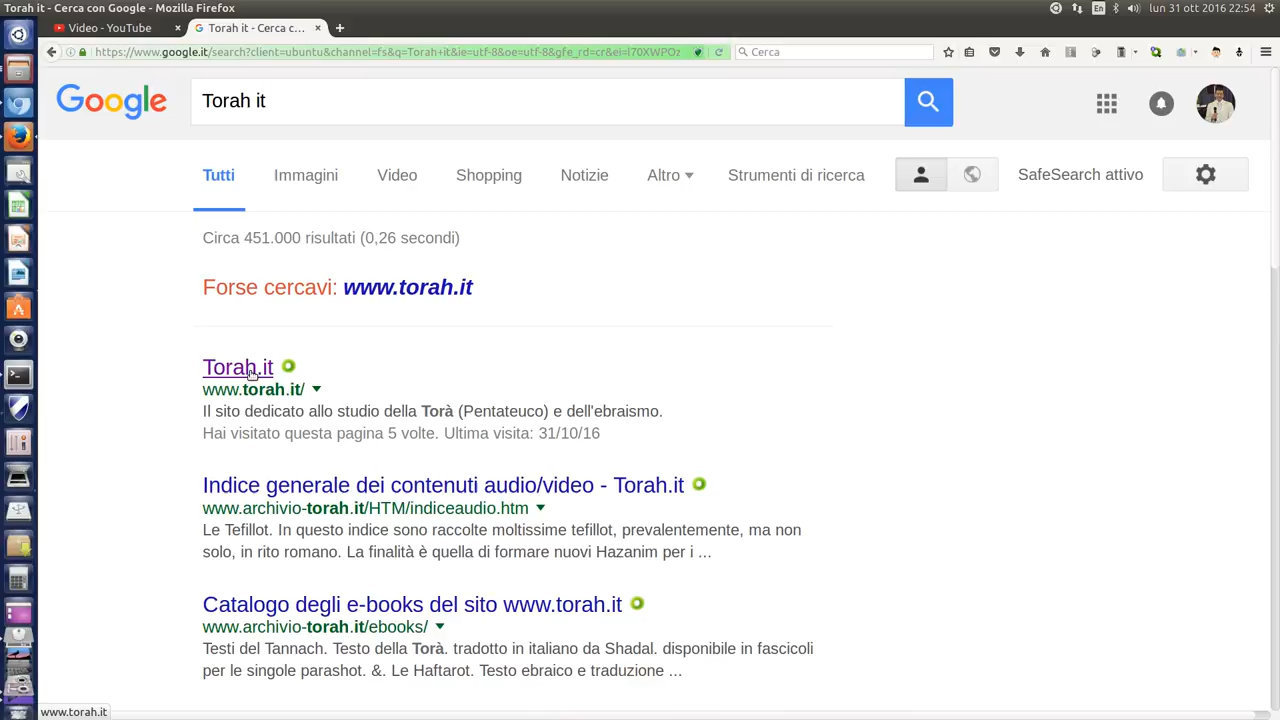 Torah it - Cerca con Google - Mozilla Firefox
En
lun 31 ott 2016 22:54
Video - YouTube
Torah it - Cerca c...
https://www.google.it/search?client=ubuntu&channel=fs&q=Torah+it&ie=utf-8&oe=utf-8&gfe_rd=cr&ei=l70XWPOz
Cerca
Google
Torah it
Tutti
Immagini
Video
Shopping
Notizie
Altro
Strumenti di ricerca
SafeSearch attivo
Circa 451.000 risultati (0,26 secondi)
Forse cercavi: www.torah.it
Torah.it
www.torah.it/
Il sito dedicato allo studio della Torà (Pentateuco) e dell'ebraismo.
Hai visitato questa pagina 5 volte. Ultima visita: 31/10/16
Indice generale dei contenuti audio/video - Torah.it
www.archivio-torah.it/HTM/indiceaudio.htm
Le Tefillot. In questo indice sono raccolte moltissime tefillot, prevalentemente, ma non
solo, in rito romano. La finalità è quella di formare nuovi Hazanim per i ...
Catalogo degli e-books del sito www.torah.it
www.archivio-torah.it/ebooks/
Testi del Tannach. Testo della Torà. tradotto in italiano da Shadal. disponibile in fascicoli
per le singole parashot. &. Le Haftarot. Testo ebraico e traduzione ...
www.torah.it